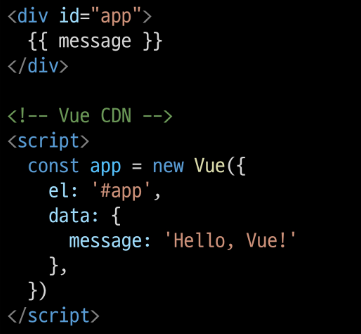 <div id="app">
  {{ message }}
</div>

<!-- Vue CDN -->
<script>
  const app = new Vue({
    el: '#app',
    data: {
      message: 'Hello, Vue!'
    },
  })
</script>